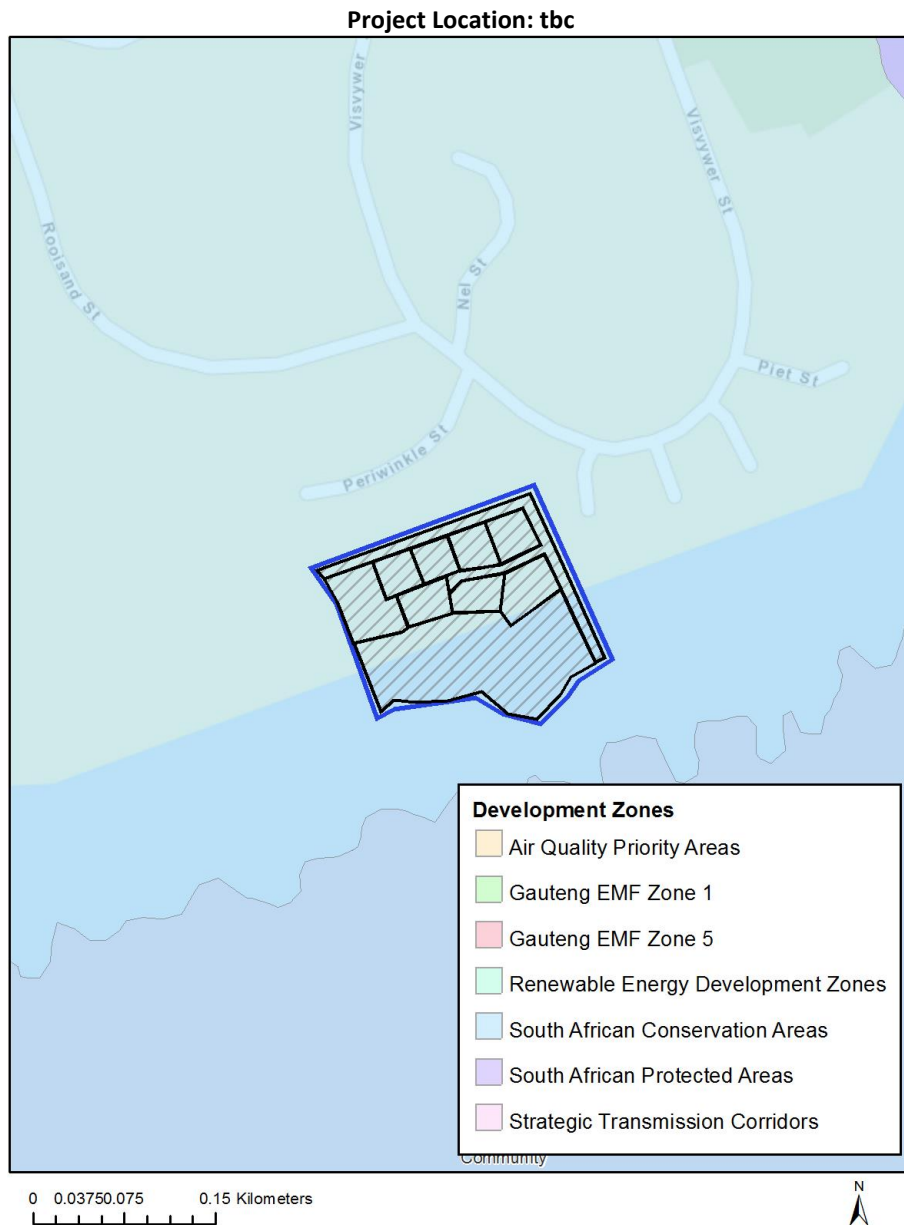 Project Location: tbc
Visvywer
Visvywer St
Rooisand St
Nel St
Piet St
Periwinkle St
Development Zones
Air Quality Priority Areas
Gauteng EMF Zone 1
Gauteng EMF Zone 5
Renewable Energy Development Zones
South African Conservation Areas
South African Protected Areas
Strategic Transmission Corridors
Community
0 0.03750.075 0.15 Kilometers
N